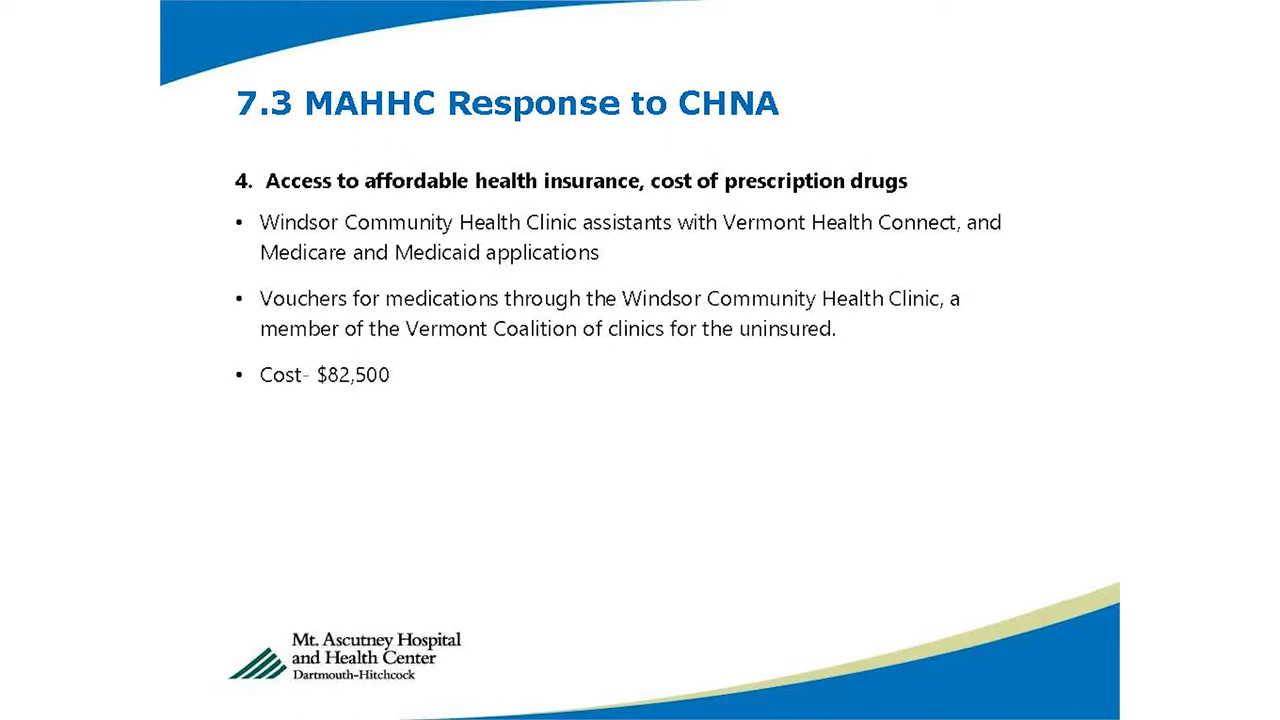 7.3 MAHHC Response to CHNA
4. Access to affordable health insurance, cost of prescription drugs
• Windsor Community Health Clinic assistants with Vermont Health Connect, and
Medicare and Medicaid applications
• Vouchers for medications through the Windsor Community Health Clinic, a
member of the Vermont Coalition of clinics for the uninsured.
• Cost- $82,500
Mt. Ascutney Hospital
and Health Center
Dartmouth-Hitchcock